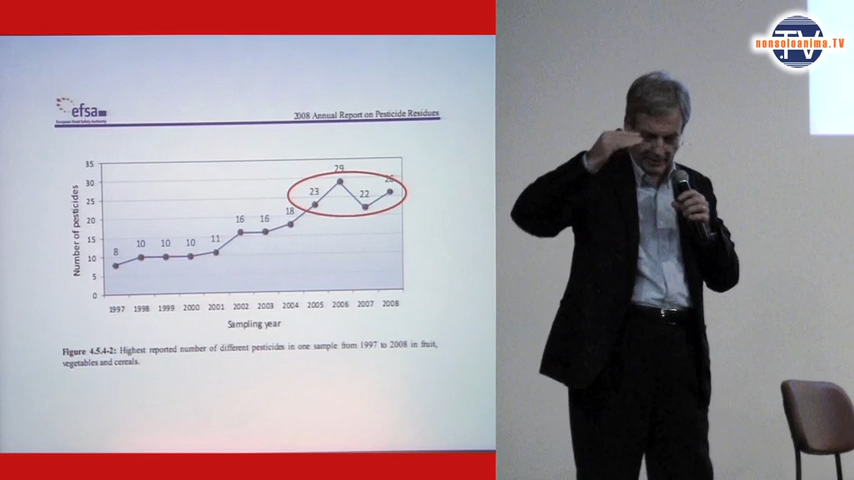 nonsoloanima.TV
efsa
European Food Safety Authority
2008 Annual Report on Pesticide Residues
35
30
25
20
15
10
5
0
Number of pesticides
8
10
10
10
11
16
16
18
23
29
22
26
1997 1998 1999 2000 2001 2002 2003 2004 2005 2006 2007 2008
Sampling year
Figure 4.5.4-2: Highest reported number of different pesticides in one sample from 1997 to 2008 in fruit,
vegetables and cereals.